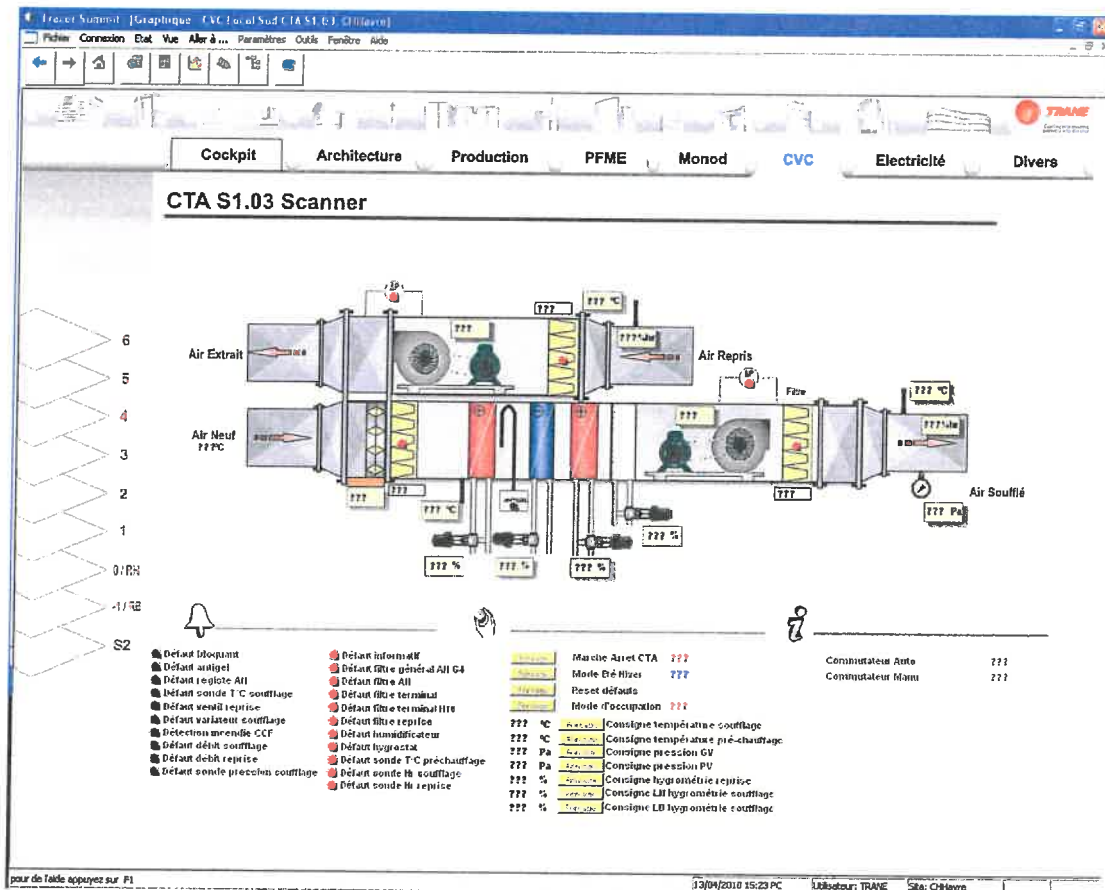 Tracer Summit - [Graphique - CVC Local Sud CTA S1.03, CHHavre]
Fichier Connexion Etat Vue Aller à... Paramètres Outils Fenêtre Aide
TRANE
Cockpit Architecture Production PFME Monod CVC Electricité Divers
CTA S1.03 Scanner
6
5
4
3
2
1
S2
Air Extrait
???
???
??? °C
Air Repris
Air Neuf
???°C
???
???
??? °C
??? %
??? %
??? %
??? %
???
Filtre
???
??? °C
Air Soufflé
??? Pa
Défaut bloquant
Défaut antigel
Défaut registe AN
Défaut sonde T°C soufflage
Défaut ventil reprise
Défaut variateur soufflage
Détection incendie CCF
Défaut débit soufflage
Défaut débit reprise
Défaut sonde pression soufflage
Défaut informatif
Défaut filtre général AN G4
Défaut filtre AN
Défaut filtre terminal
Défaut filtre terminal H10
Défaut filtre reprise
Défaut humidificateur
Défaut hygrostat
Défaut sonde T°C préchauffage
Défaut sonde Hr soufflage
Défaut sonde Hr reprise
Marche Arret CTA ???
Mode Eté Hiver ???
Reset défauts
Mode d'occupation ???
??? °C Consigne température soufflage
??? °C Consigne température pré-chauffage
??? Pa Consigne pression GV
??? Pa Consigne pression PV
??? % Consigne hygrométrie reprise
??? % Consigne LH hygrométrie soufflage
??? % Consigne LB hygrométrie soufflage
Commutateur Auto ???
Commutateur Manu ???
pour de l'aide appuyez sur F1
13/04/2010 15:23 PC Utilisateur: TRANE Site: CHHavre